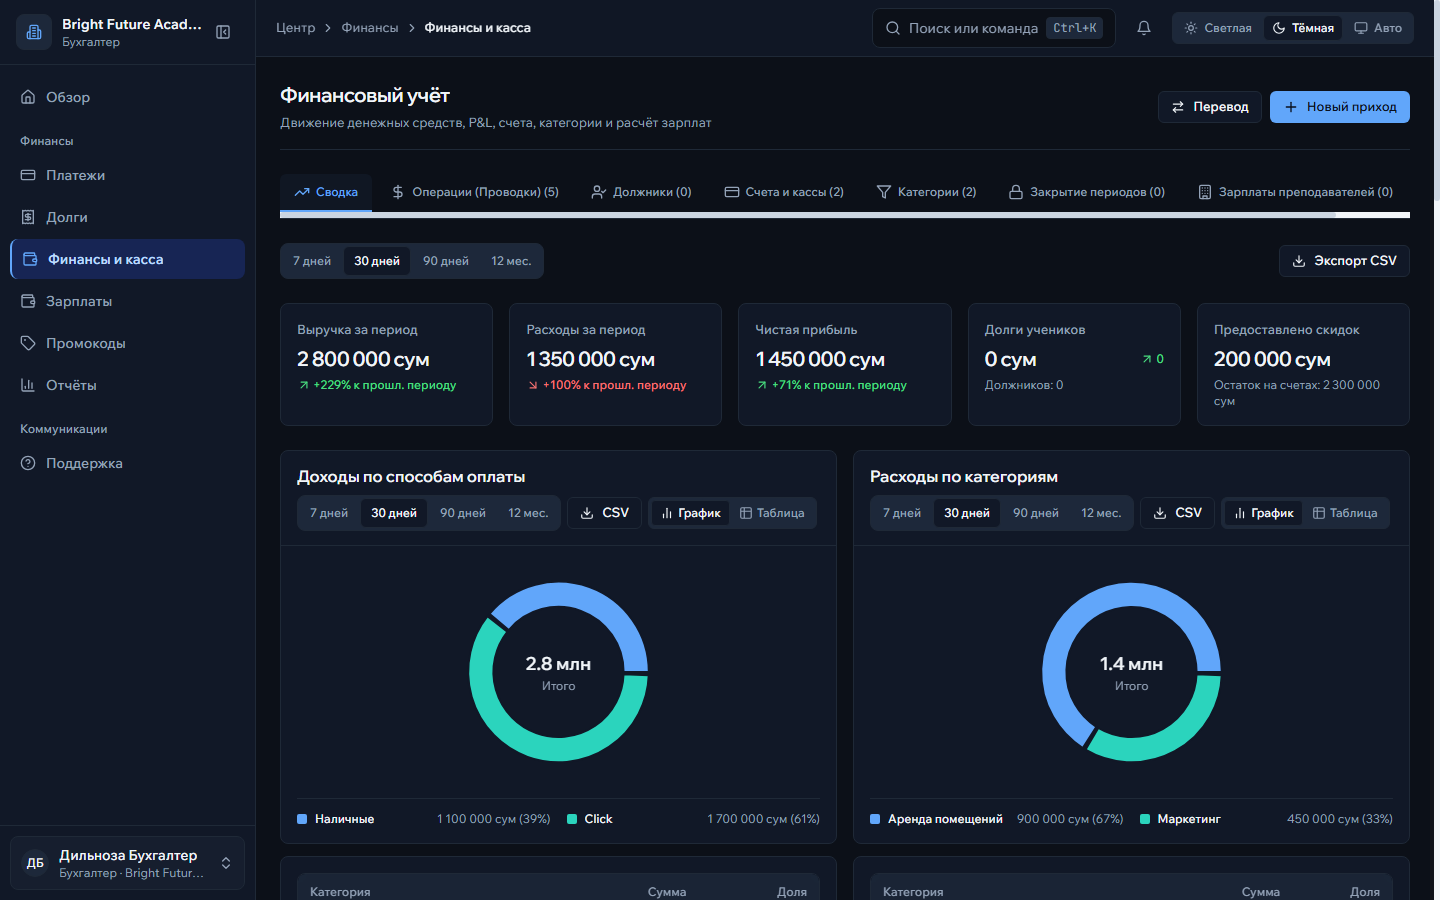 Bright Future Acad...
Бухгалтер
Центр
Финансы
Финансы и касса
Поиск или команда
Ctrl+K
Светлая
Тёмная
Авто
Обзор
Финансы
Платежи
Долги
Финансы и касса
Зарплаты
Промокоды
Отчёты
Коммуникации
Поддержка
ДБ
Дильноза Бухгалтер
Бухгалтер · Bright Futur...
Финансовый учёт
Движение денежных средств, P&L, счета, категории и расчёт зарплат
Перевод
Новый приход
Сводка
Операции (Проводки) (5)
Должники (0)
Счета и кассы (2)
Категории (2)
Закрытие периодов (0)
Зарплаты преподавателей (0)
7 дней
30 дней
90 дней
12 мес.
Экспорт CSV
Выручка за период
2 800 000 сум
+229% к прошл. периоду
Расходы за период
1 350 000 сум
+100% к прошл. периоду
Чистая прибыль
1 450 000 сум
+71% к прошл. периоду
Долги учеников
0 сум
0
Должников: 0
Предоставлено скидок
200 000 сум
Остаток на счетах: 2 300 000
сум
Доходы по способам оплаты
7 дней
30 дней
90 дней
12 мес.
CSV
График
Таблица
2.8 млн
Итого
Наличные
1 100 000 сум (39%)
Click
1 700 000 сум (61%)
Расходы по категориям
7 дней
30 дней
90 дней
12 мес.
CSV
График
Таблица
1.4 млн
Итого
Аренда помещений
900 000 сум (67%)
Маркетинг
450 000 сум (33%)
Категория
Сумма
Доля
Категория
Сумма
Доля